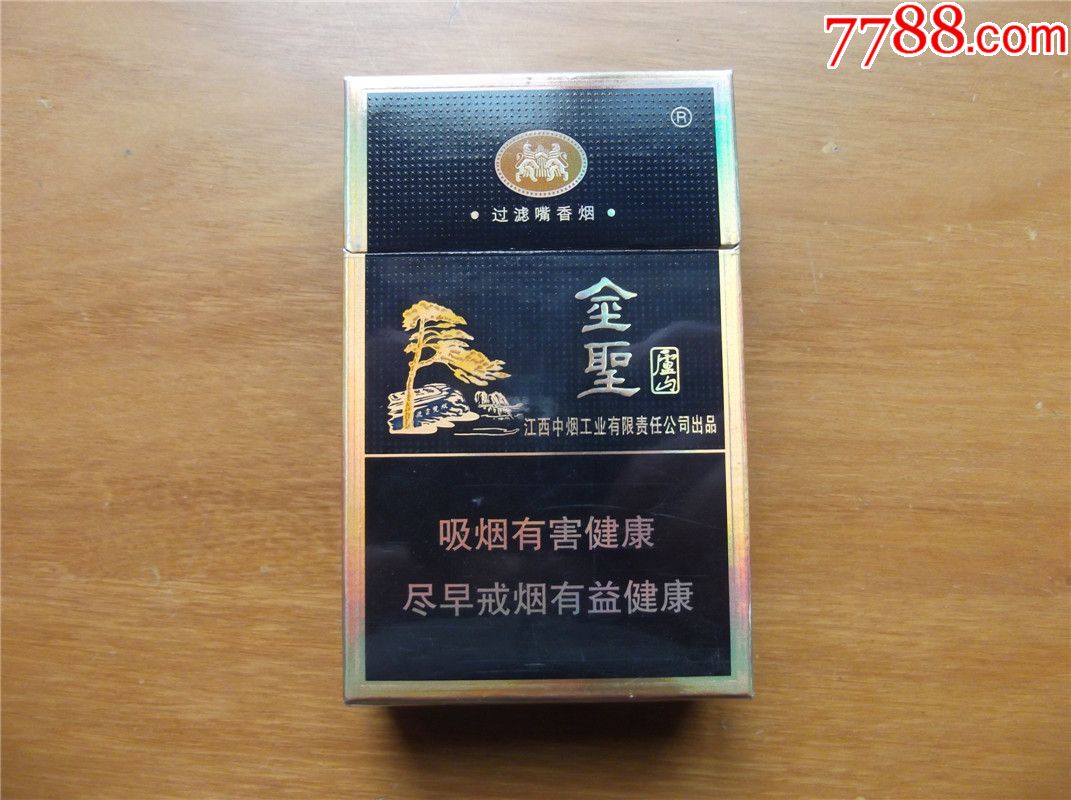 7788.com
®
·过滤嘴香烟·
金聖
廬山
江西中烟工业有限责任公司出品
吸烟有害健康
尽早戒烟有益健康